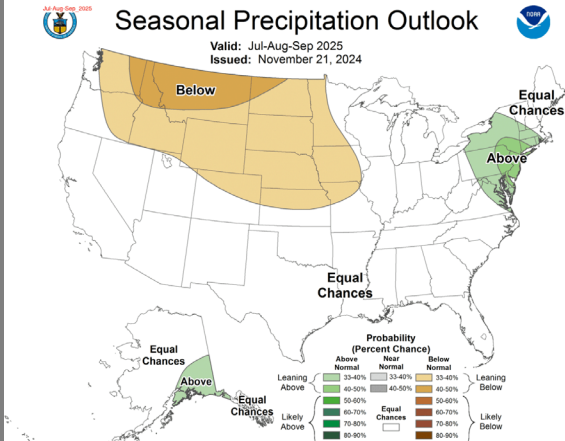 Jul-Aug-Sep 2025
Seasonal Precipitation Outlook
Valid: Jul-Aug-Sep 2025
Issued: November 21, 2024
NOAA
Below
Equal
Chances
Above
Equal
Chances
Equal
Chances
Above
Equal
Chances
Probability
(Percent Chance)
Above
Normal
Near
Normal
Below
Normal
Leaning
Above
33-40%
33-40%
33-40%
Leaning
Below
40-50%
40-50%
40-50%
50-60%
50-60%
Likely
Above
60-70%
Equal
Chances
60-70%
Likely
Below
70-80%
70-80%
80-90%
80-90%